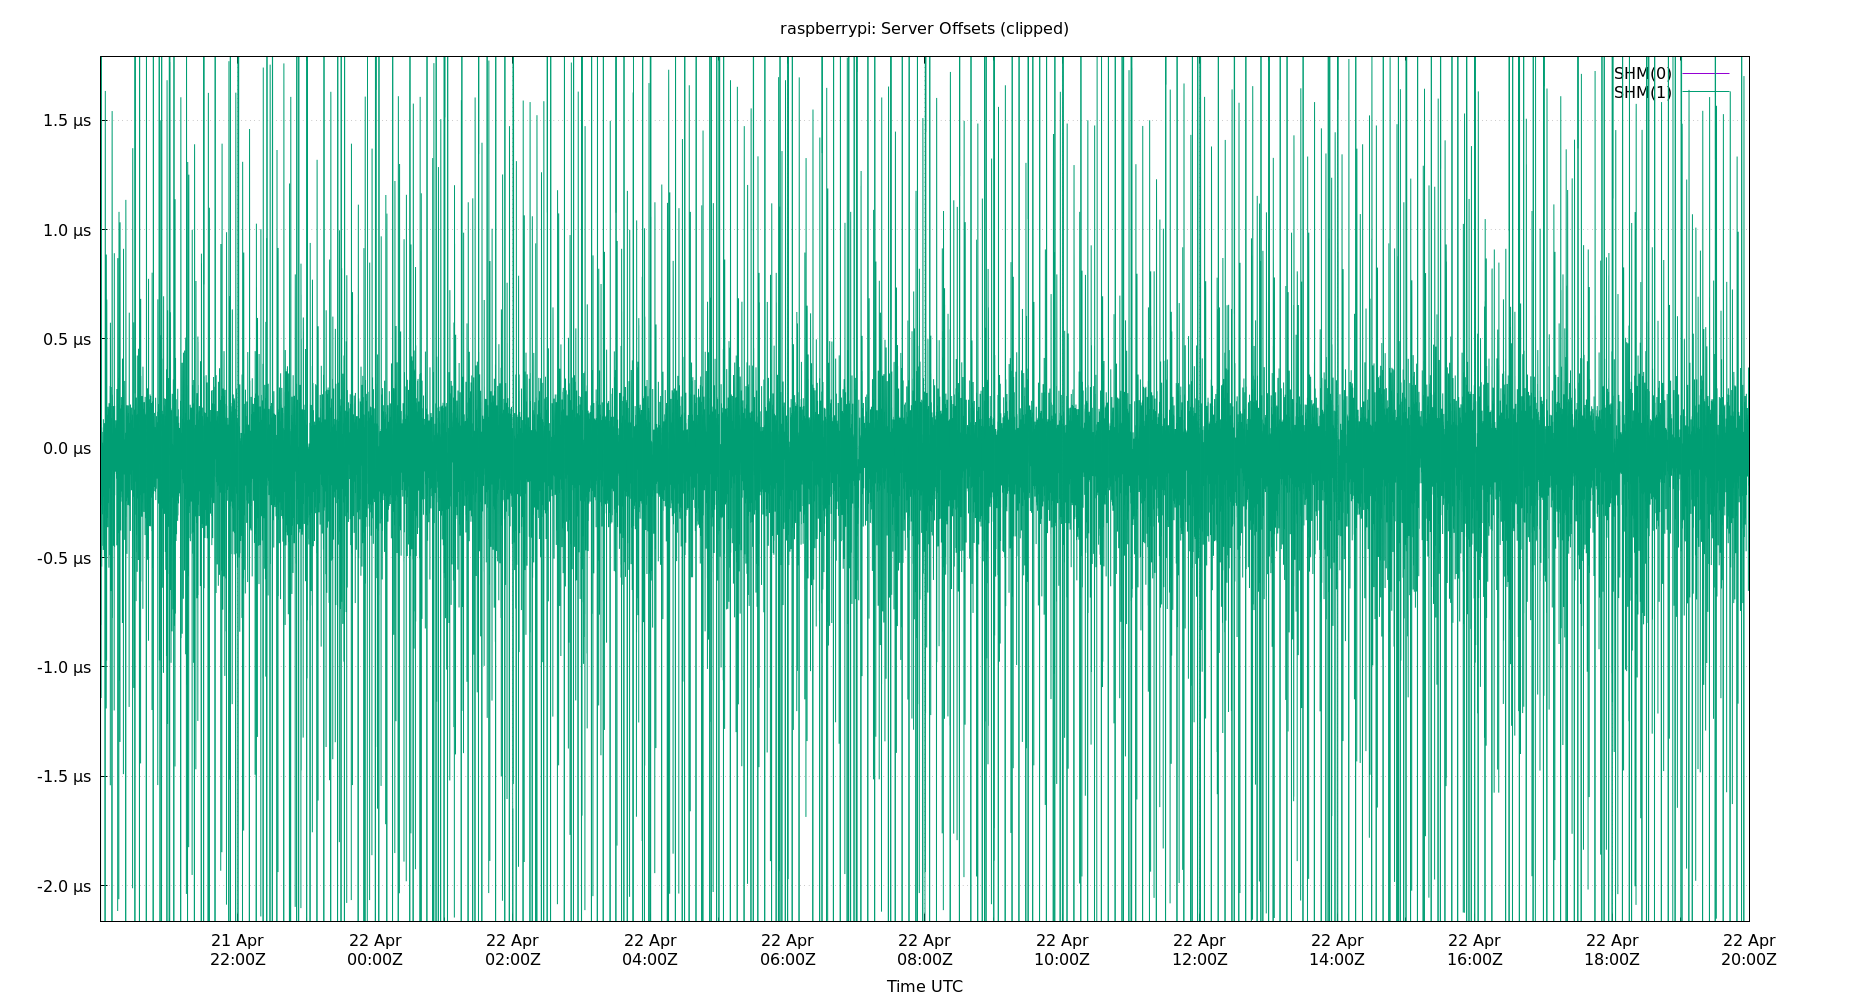 raspberrypi: Server Offsets (clipped)
SHM(0)
SHM(1)
1.5 µs
1.0 µs
0.5 µs
0.0 µs
-0.5 µs
-1.0 µs
-1.5 µs
-2.0 µs
21 Apr 22 Apr 22 Apr 22 Apr 22 Apr 22 Apr 22 Apr 22 Apr 22 Apr 22 Apr 22 Apr 22 Apr
22:00Z 00:00Z 02:00Z 04:00Z 06:00Z 08:00Z 10:00Z 12:00Z 14:00Z 16:00Z 18:00Z 20:00Z
Time UTC